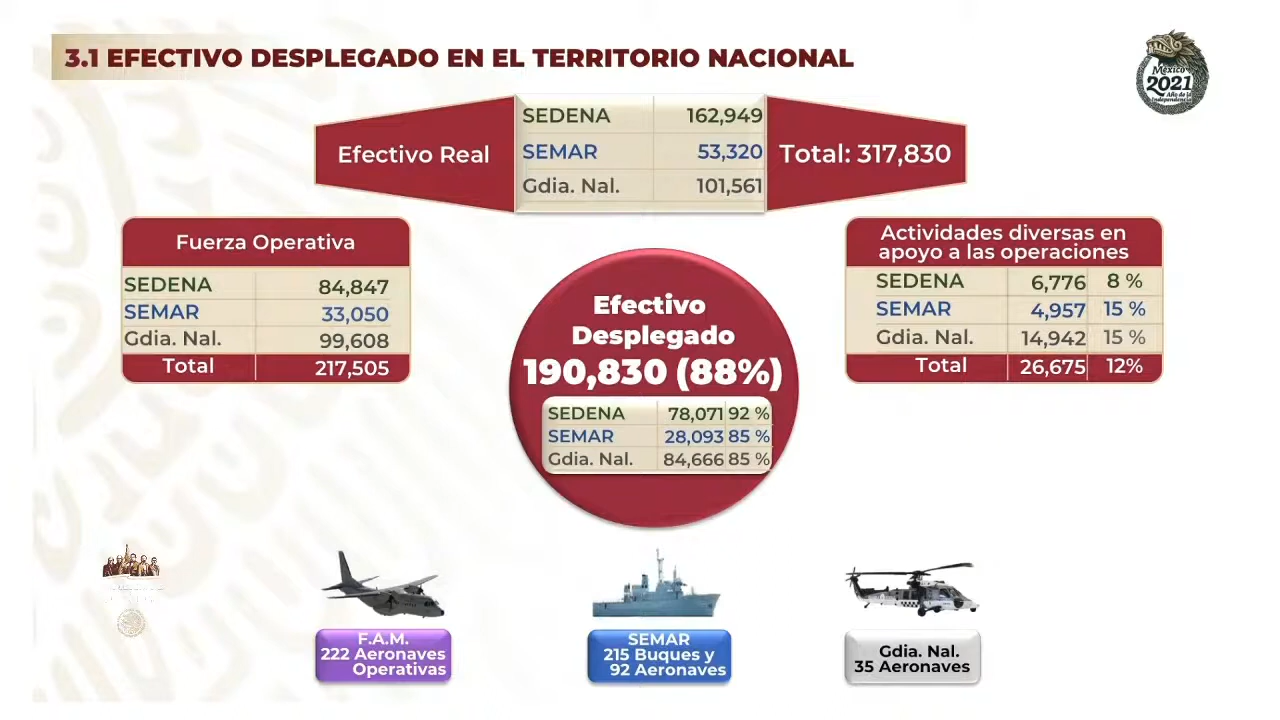 3.1 EFECTIVO DESPLEGADO EN EL TERRITORIO NACIONAL
México
2021
Año de la
Independencia
Efectivo Real
SEDENA 162,949
SEMAR 53,320
Gdia. Nal. 101,561
Total: 317,830
Fuerza Operativa
SEDENA 84,847
SEMAR 33,050
Gdia. Nal. 99,608
Total 217,505
Efectivo
Desplegado
190,830 (88%)
SEDENA 78,071 92 %
SEMAR 28,093 85 %
Gdia. Nal. 84,666 85 %
Actividades diversas en
apoyo a las operaciones
SEDENA 6,776 8 %
SEMAR 4,957 15 %
Gdia. Nal. 14,942 15 %
Total 26,675 12%
F.A.M.
222 Aeronaves
Operativas
SEMAR
215 Buques y
92 Aeronaves
Gdia. Nal.
35 Aeronaves